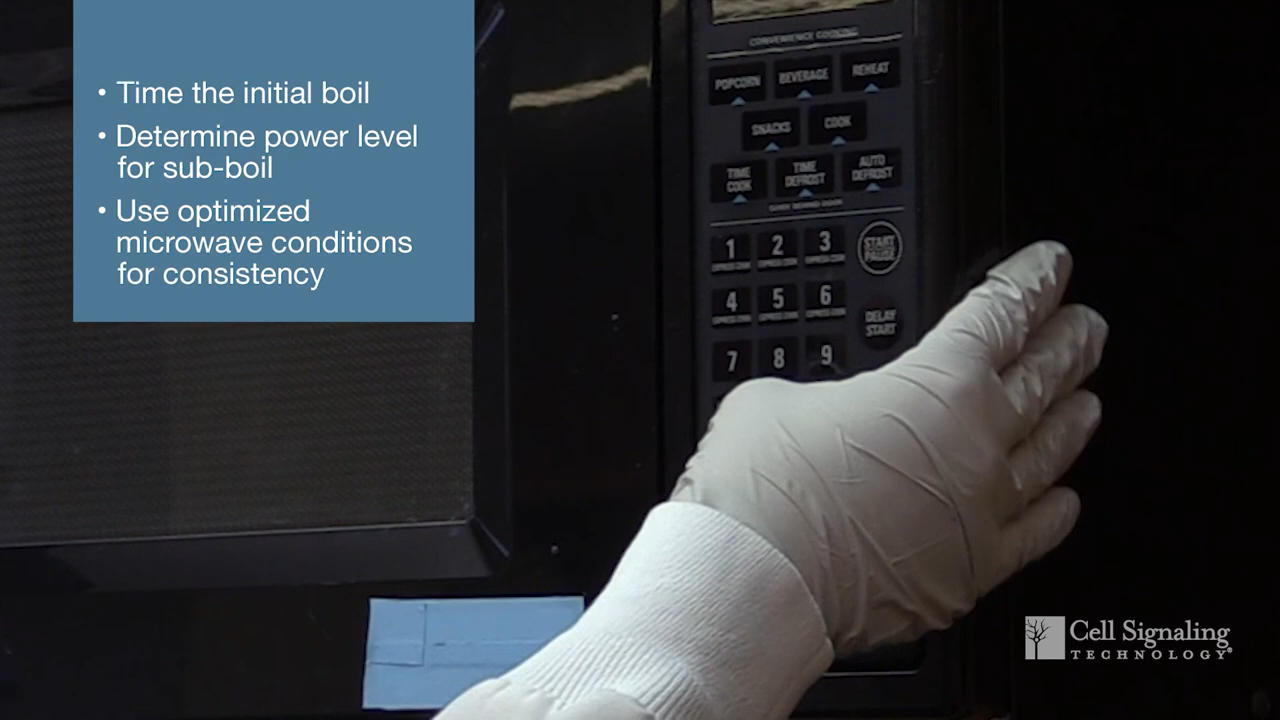 • Time the initial boil
• Determine power level
for sub-boil
• Use optimized
microwave conditions
for consistency
CONVENIENCE COOKING
POPCORN BEVERAGE REHEAT
SNACKS COOK
TIME COOK
TIME DEFROST
AUTO DEFROST
1 2 3
START PAUSE
4 5 6
DELAY START
7 8 9
Cell Signaling
TECHNOLOGY®